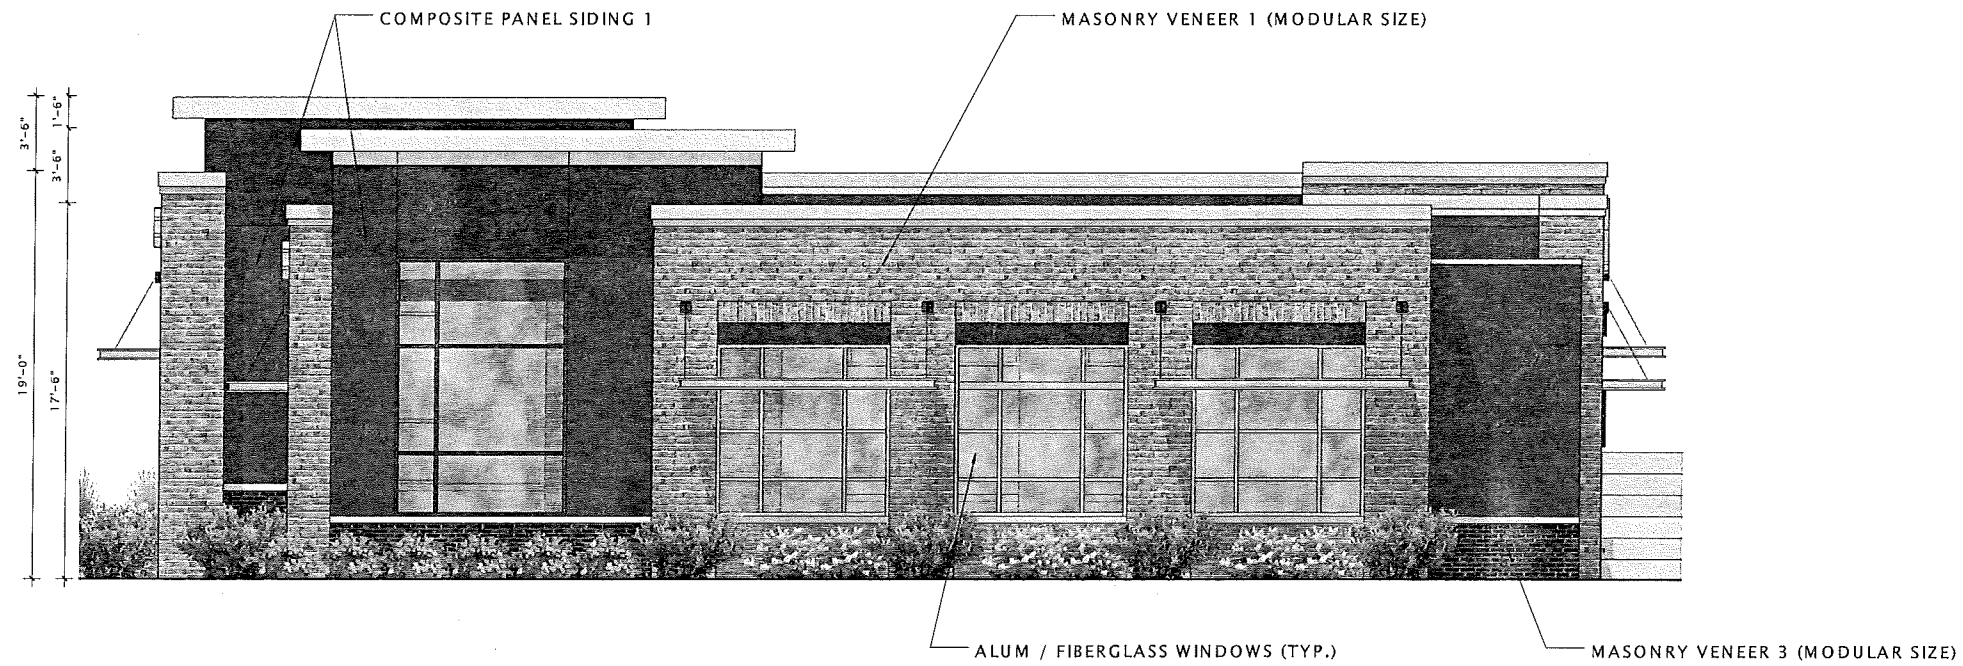 COMPOSITE PANEL SIDING 1
MASONRY VENEER 1 (MODULAR SIZE)
3'-6"
1'-6"
3'-6"
19'-0"
17'-6"
ALUM / FIBERGLASS WINDOWS (TYP.)
MASONRY VENEER 3 (MODULAR SIZE)